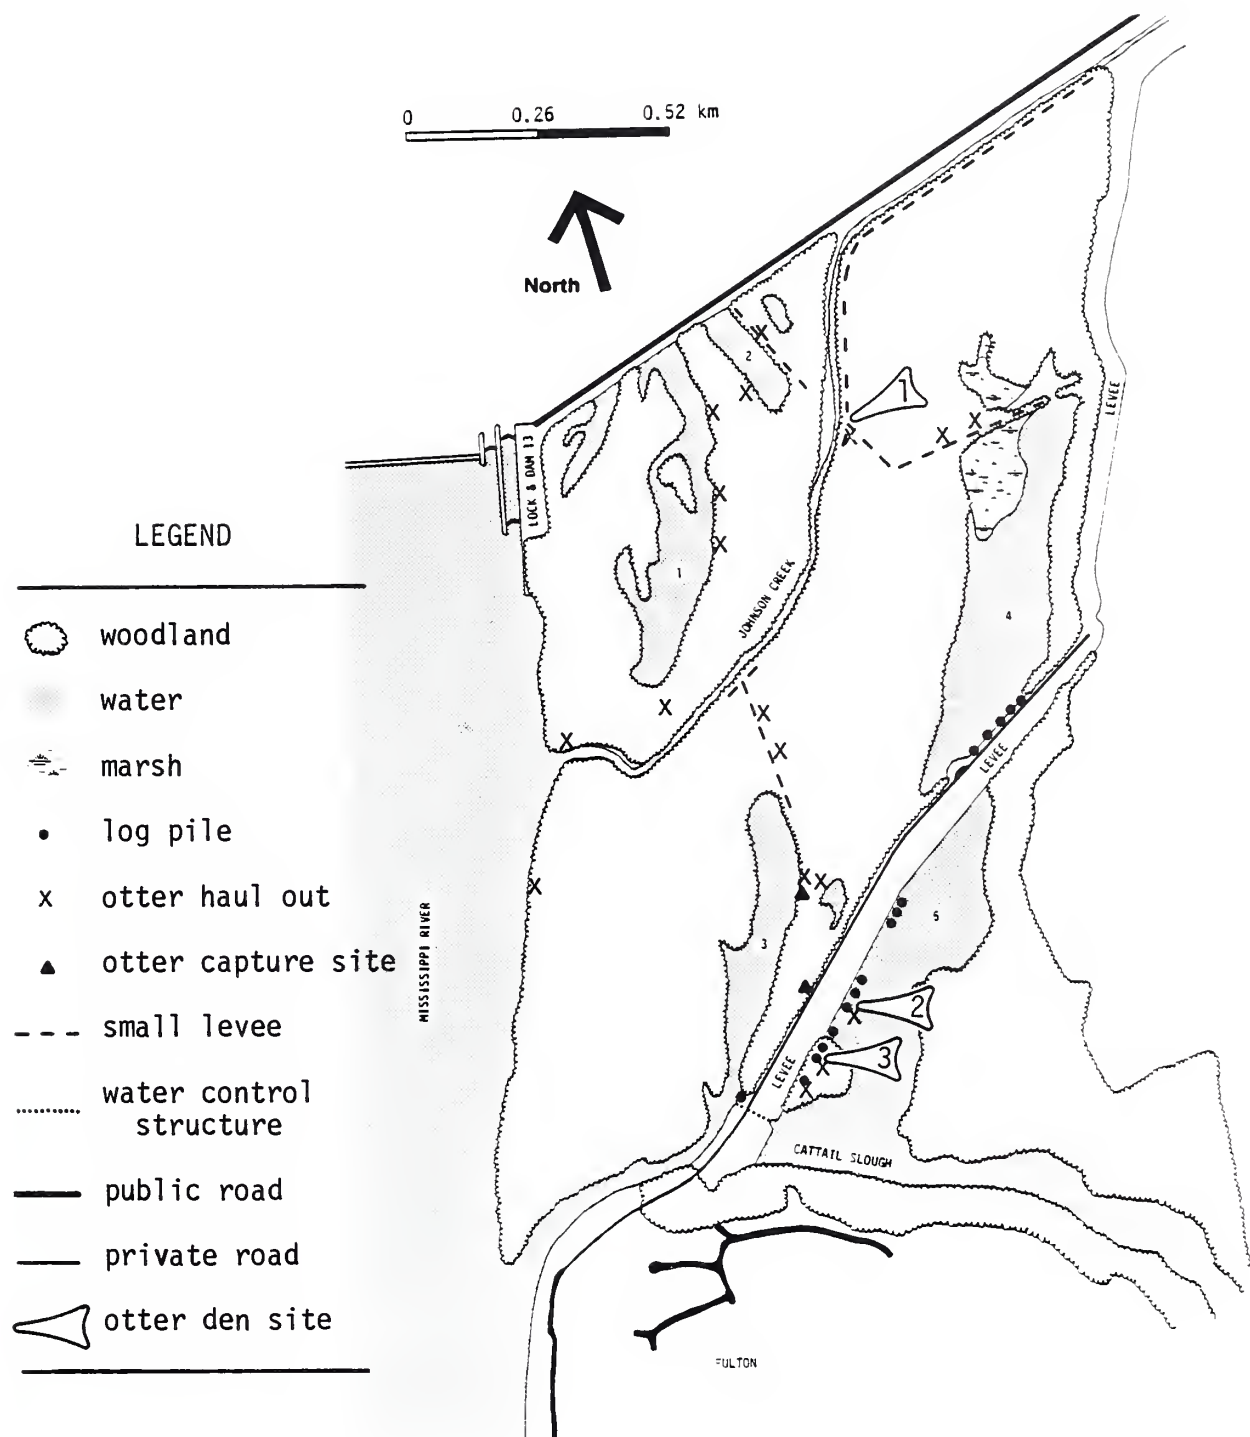 0 0.26 0.52 km
North
LOCK & DAM 13
2
1
LEVEE
1
JOHNSON CREEK
4
LEVEE
LEGEND
woodland
water
marsh
log pile
otter haul out
otter capture site
small levee
water control
structure
public road
private road
otter den site
MISSISSIPPI RIVER
3
5
2
3
LEVEE
CATTAIL SLOUGH
FULTON